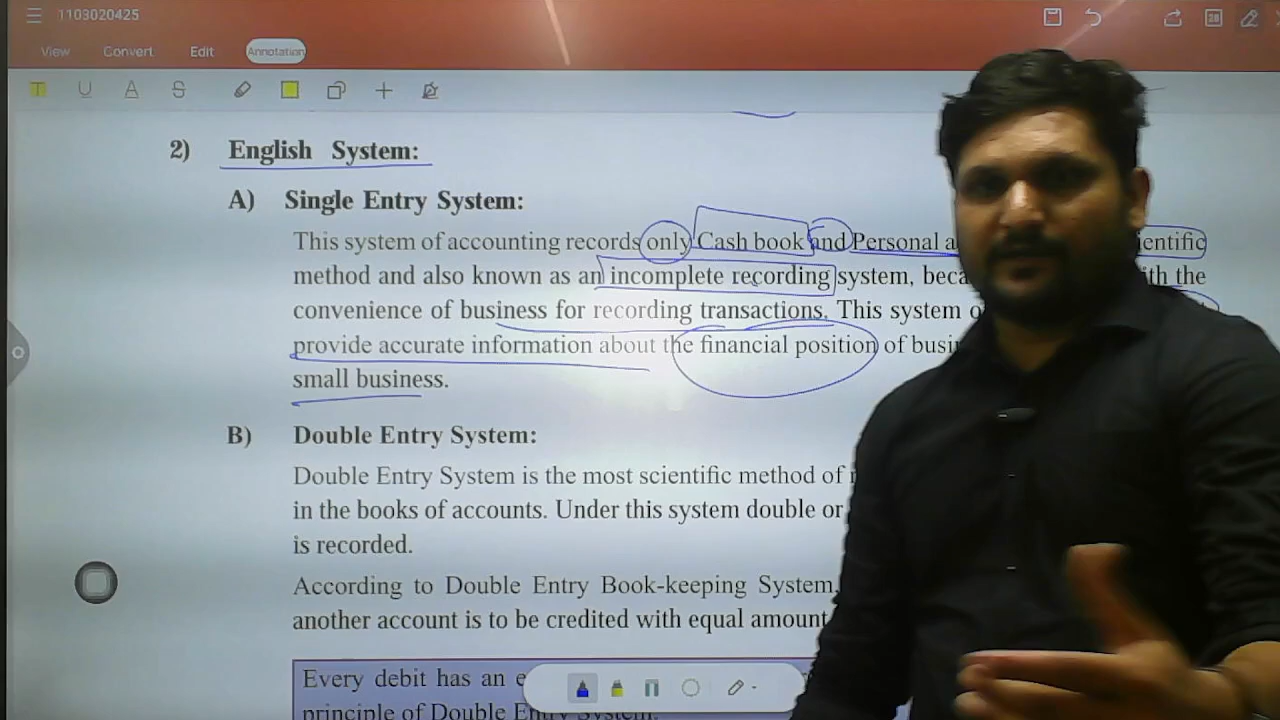 1103020425
View Convert Edit Annotation
T U A S
28
2) English System:
A) Single Entry System:
This system of accounting records only Cash book and Personal a entific
method and also known as an incomplete recording system, beca th the
convenience of business for recording transactions. This system o
provide accurate information about the financial position of busi
small business.
B) Double Entry System:
Double Entry System is the most scientific method of
in the books of accounts. Under this system double or
is recorded.
According to Double Entry Book-keeping System,
another account is to be credited with equal amount
Every debit has an e
principle of Double Entry System.